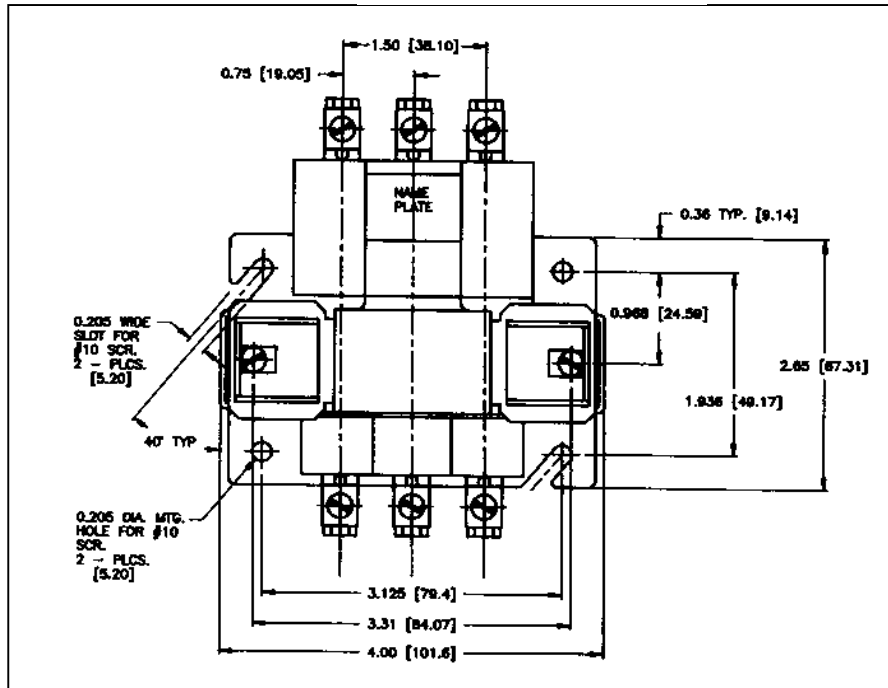 1.50 [38.10]
0.75 [19.05]
NAME
PLATE
0.36 TYP. [9.14]
0.205 WIDE
SLOT FOR
#10 SCR.
2 - PLCS.
[5.20]
0.968 [24.59]
2.65 [67.31]
1.936 [49.17]
40° TYP
0.205 DIA. MTG.
HOLE FOR #10
SCR.
2 - PLCS.
[5.20]
3.125 [79.4]
3.31 [84.07]
4.00 [101.6]